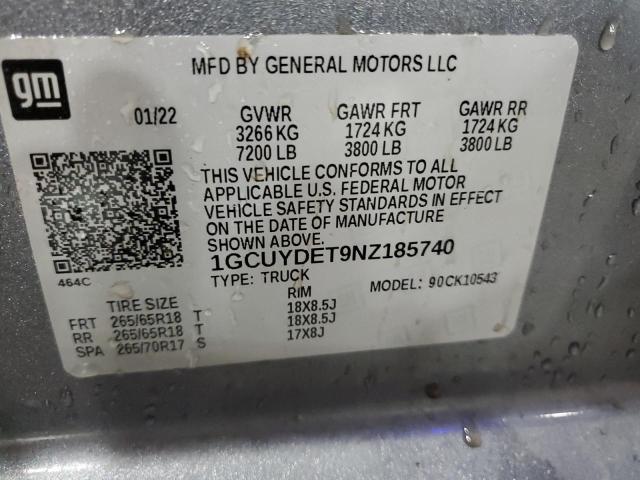 gm
MFD BY GENERAL MOTORS LLC
01/22
GVWR GAWR FRT GAWR RR
3266 KG 1724 KG 1724 KG
7200 LB 3800 LB 3800 LB
THIS VEHICLE CONFORMS TO ALL
APPLICABLE U.S. FEDERAL MOTOR
VEHICLE SAFETY STANDARDS IN EFFECT
ON THE DATE OF MANUFACTURE
SHOWN ABOVE.
464C
1GCUYDET9NZ185740
TYPE: TRUCK MODEL: 90CK10543
TIRE SIZE RIM
FRT 265/65R18 T 18X8.5J
RR 265/65R18 T 18X8.5J
SPA 265/70R17 S 17X8J